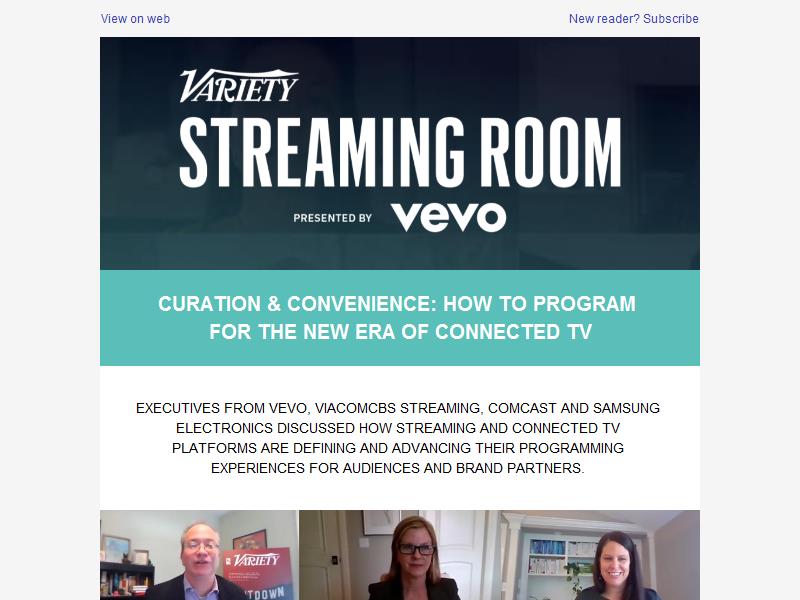 View on web
New reader? Subscribe
VARIETY
STREAMING ROOM
PRESENTED BY vevo
CURATION & CONVENIENCE: HOW TO PROGRAM
FOR THE NEW ERA OF CONNECTED TV
EXECUTIVES FROM VEVO, VIACOMCBS STREAMING, COMCAST AND SAMSUNG
ELECTRONICS DISCUSSED HOW STREAMING AND CONNECTED TV
PLATFORMS ARE DEFINING AND ADVANCING THEIR PROGRAMMING
EXPERIENCES FOR AUDIENCES AND BRAND PARTNERS.
VARIETY